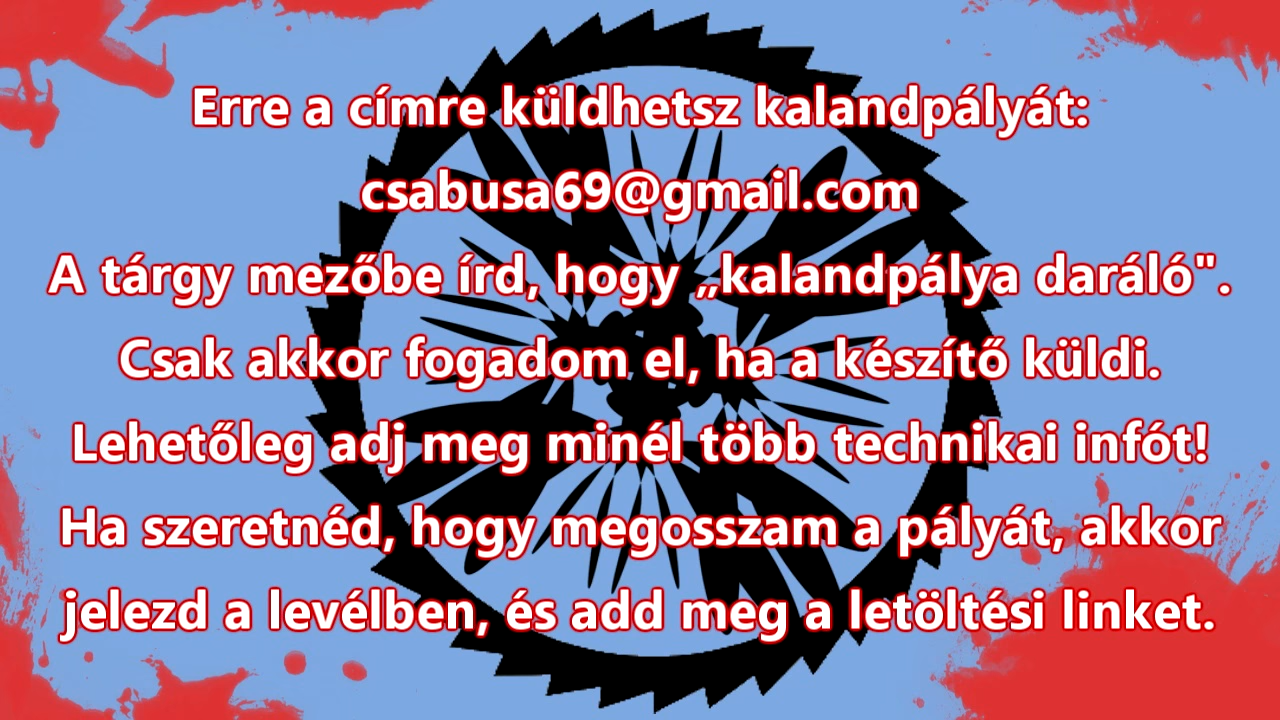 Erre a címre küldhetsz kalandpályát:
csabusa69@gmail.com
A tárgy mezőbe írd, hogy „kalandpálya daráló".
Csak akkor fogadom el, ha a készítő küldi.
Lehetőleg adj meg minél több technikai infót!
Ha szeretnéd, hogy megosszam a pályát, akkor
jelezd a levélben, és add meg a letöltési linket.